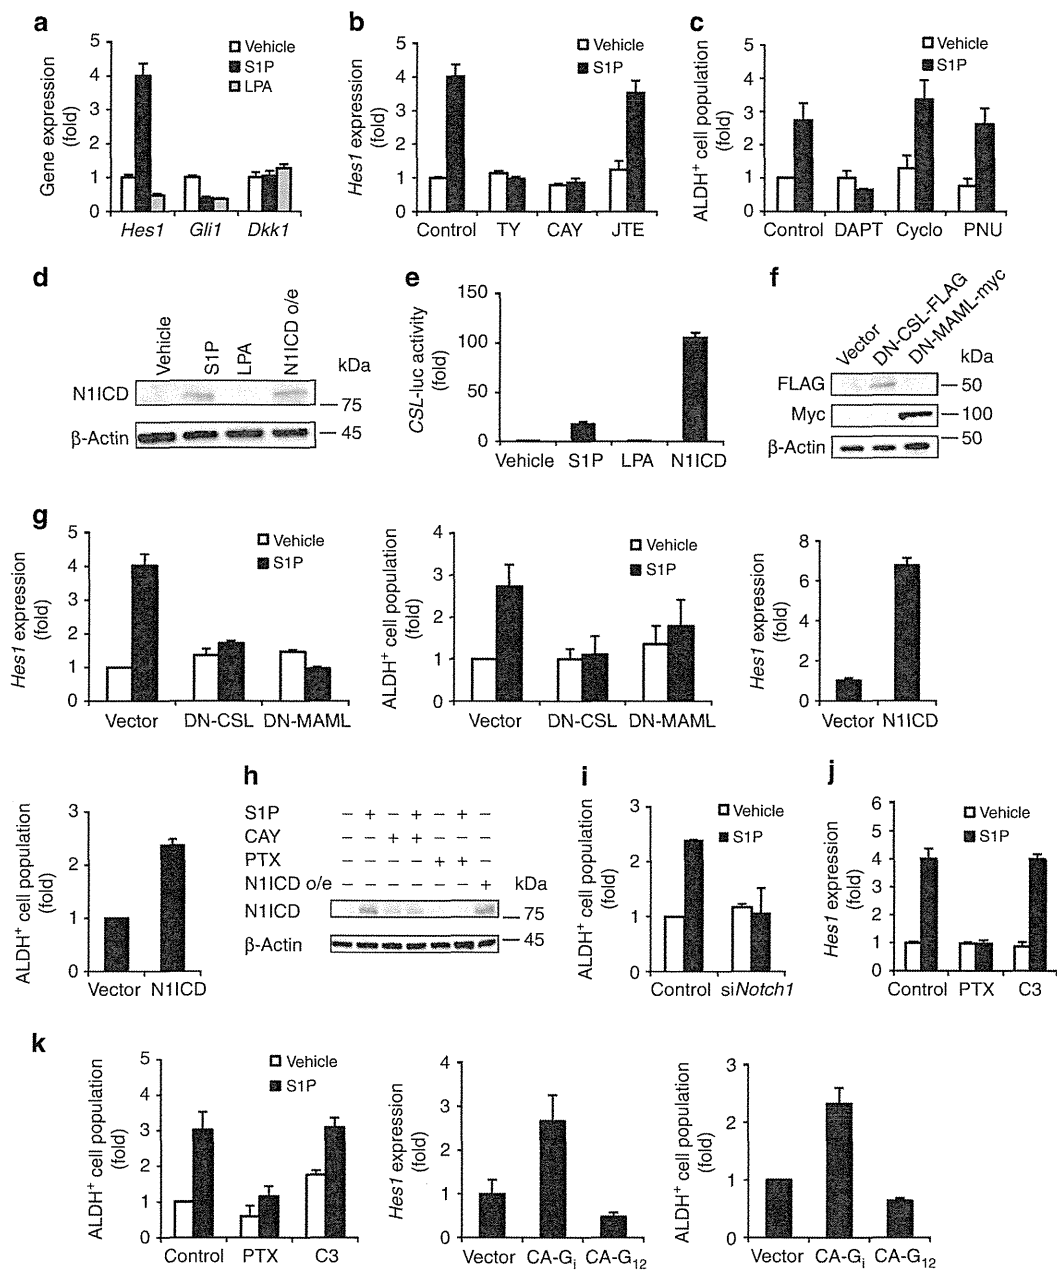 a
Gene expression
(fold)
5
4
3
2
1
0
Vehicle
S1P
LPA
Hes1 Gli1 Dkk1
b
Hes1 expression
(fold)
5
4
3
2
1
0
Vehicle
S1P
Control TY CAY JTE
c
ALDH+ cell population
(fold)
5
4
3
2
1
0
Vehicle
S1P
Control DAPT Cyclo PNU
d
Vehicle
S1P
LPA
N1ICD o/e
kDa
N1ICD
75
β-Actin
45
e
CSL-luc activity
(fold)
150
100
50
0
Vehicle S1P LPA N1ICD
f
Vector
DN-CSL-FLAG
DN-MAML-myc
kDa
FLAG
50
Myc
100
β-Actin
50
g
Hes1 expression
(fold)
5
4
3
2
1
0
Vehicle
S1P
Vector DN-CSL DN-MAML
ALDH+ cell population
(fold)
4
3
2
1
0
Vehicle
S1P
Vector DN-CSL DN-MAML
Hes1 expression
(fold)
8
6
4
2
0
Vector N1ICD
ALDH+ cell population
(fold)
3
2
1
0
Vector N1ICD
h
S1P − + − + − + −
CAY − − + + − − −
PTX − − − − + + −
N1ICD o/e − − − − − − + kDa
N1ICD
75
β-Actin
45
i
ALDH+ cell population
(fold)
3
2
1
0
Vehicle
S1P
Control siNotch1
j
Hes1 expression
(fold)
6
5
4
3
2
1
0
Vehicle
S1P
Control PTX C3
k
ALDH+ cell population
(fold)
5
4
3
2
1
0
Vehicle
S1P
Control PTX C3
Hes1 expression
(fold)
4
3
2
1
0
Vector CA-Gi CA-G12
ALDH+ cell population
(fold)
3
2
1
0
Vector CA-Gi CA-G12